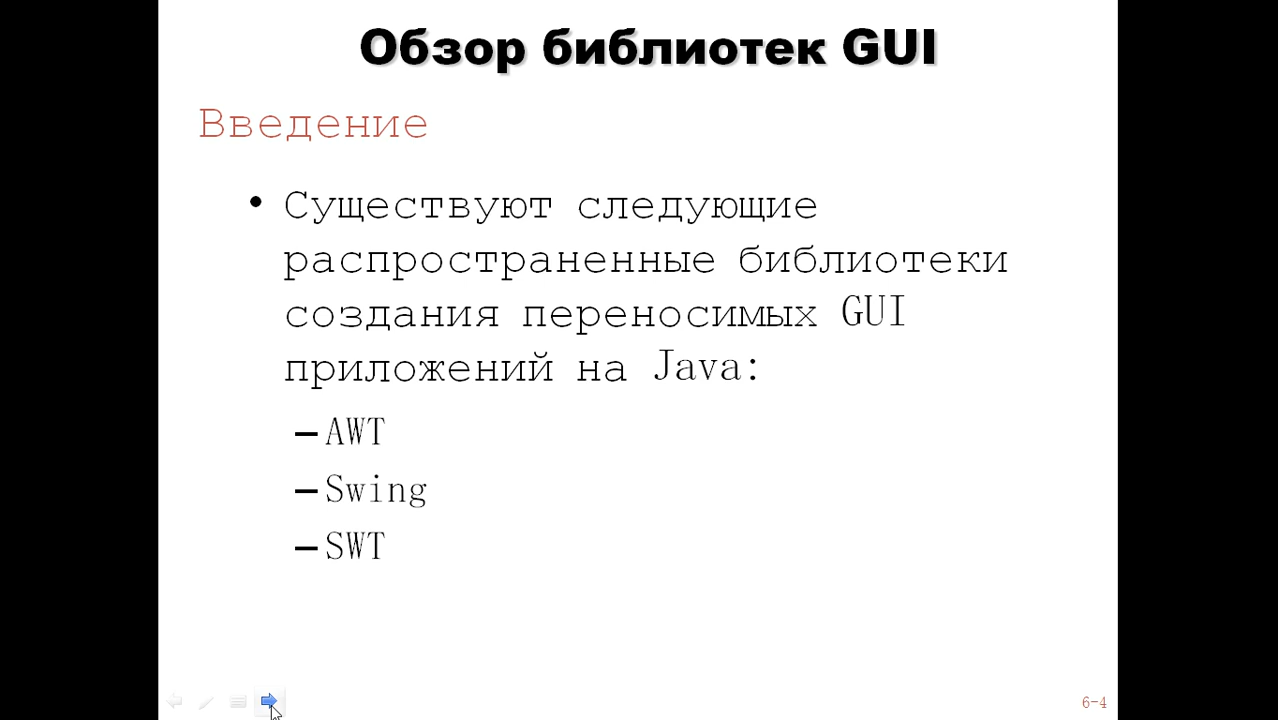 Обзор библиотек GUI
Введение
• Существуют следующие
распространенные библиотеки
создания переносимых GUI
приложений на Java:
–AWT
–Swing
–SWT
6-4